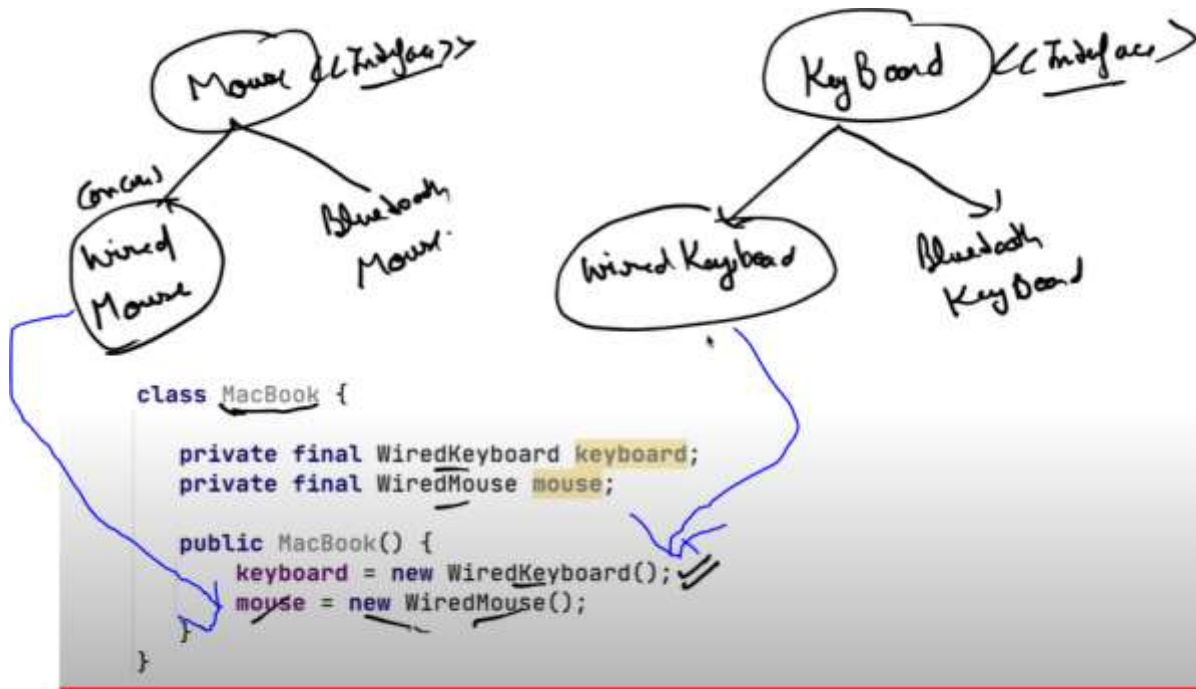 Mouse <<Interface>>
KeyBoard <<Interface>
Wired
Mouse
Bluetooth
Mouse.
Wired Keyboard
Bluetooth
KeyBoard
class MacBook {
private final WiredKeyboard keyboard;
private final WiredMouse mouse;
public MacBook() {
keyboard = new WiredKeyboard();
mouse = new WiredMouse();
}
}